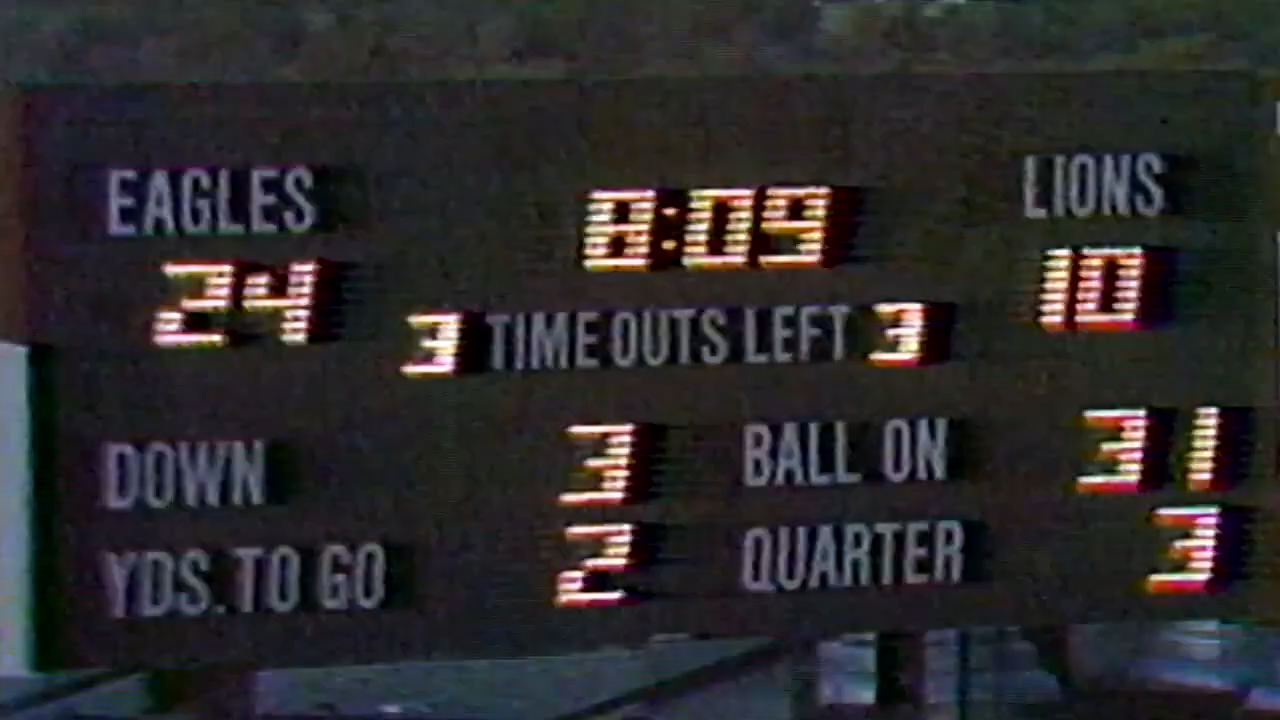 EAGLES 8:09 LIONS
24 10
3 TIME OUTS LEFT 3
DOWN 3 BALL ON 31
YDS. TO GO 2 QUARTER 3